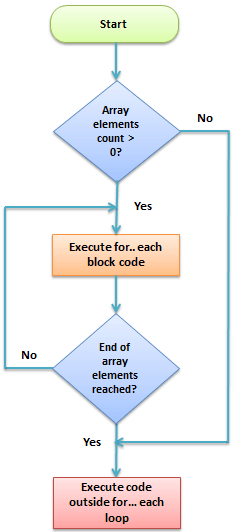 Start
Array
elements
count >
0?
No
Yes
Execute for.. each
block code
No
End of
array
elements
reached?
Yes
Execute code
outside for... each
loop